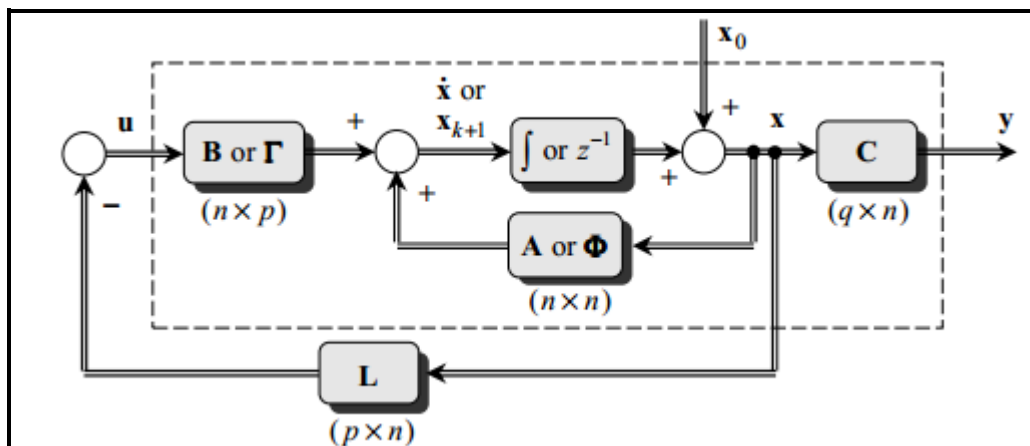 x₀
ẋ or
xₖ₊₁
u
B or Γ
(n × p)
+
+
∫ or z⁻¹
+
+
x
C
(q × n)
y
−
A or Φ
(n × n)
L
(p × n)